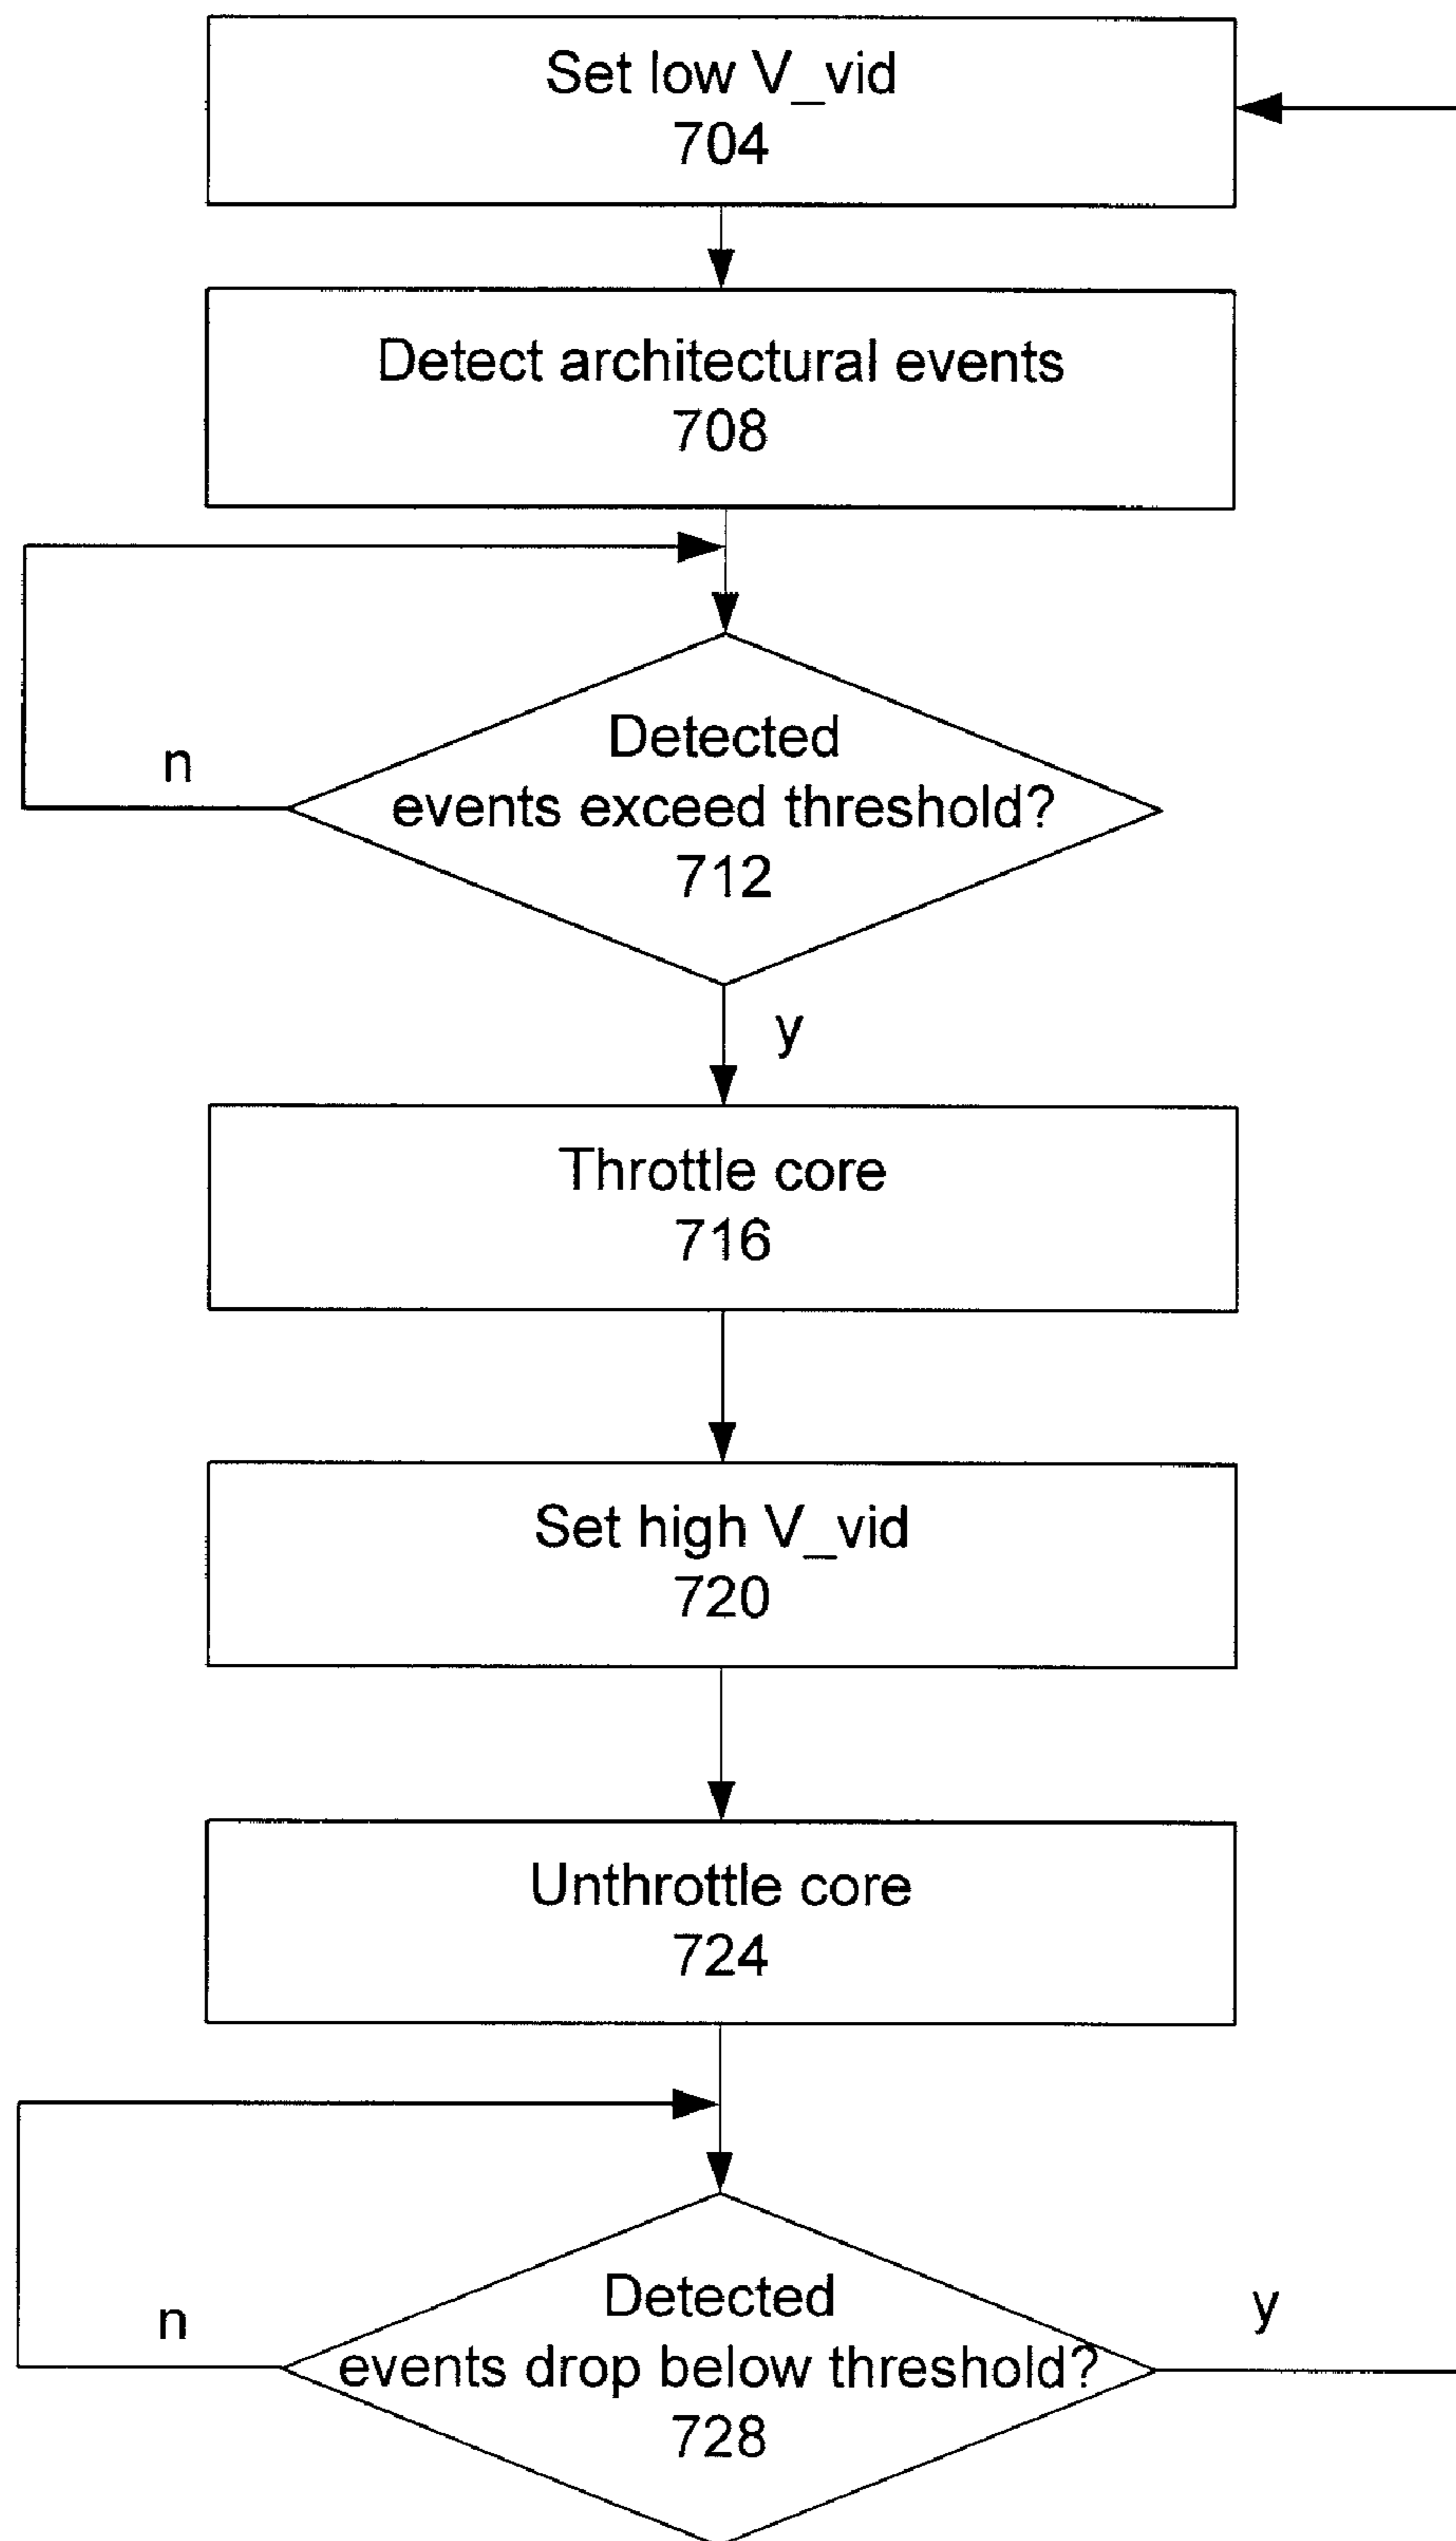 Set low V_vid
704
Detect architectural events
708
Detected
events exceed threshold?
712
n
y
Throttle core
716
Set high V_vid
720
Unthrottle core
724
Detected
events drop below threshold?
728
n
y